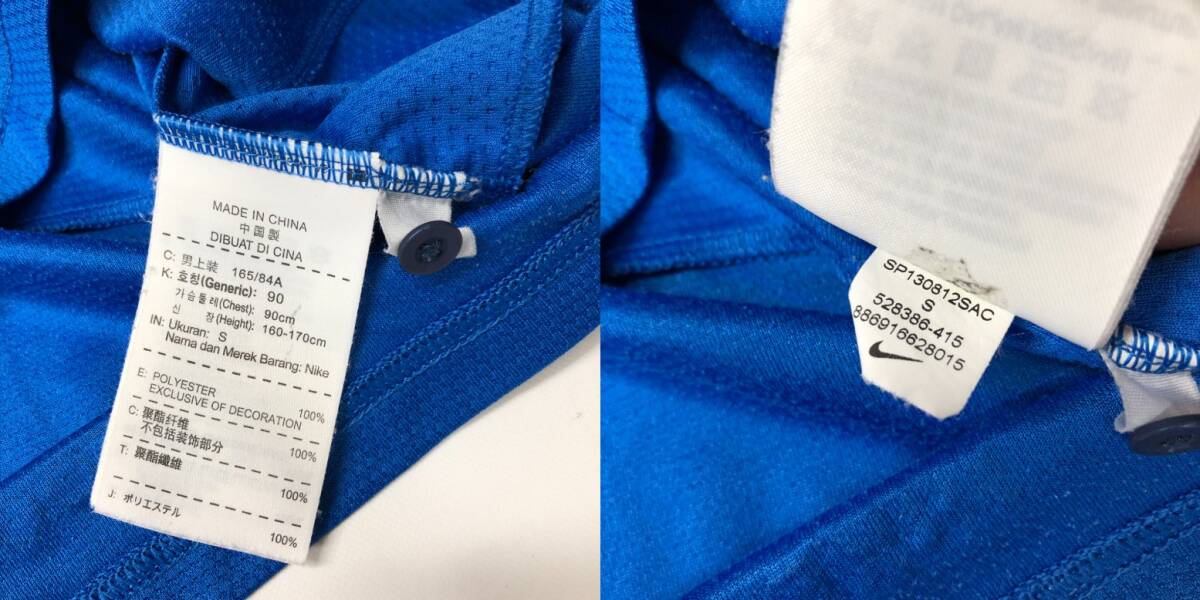 MADE IN CHINA
中国製
DIBUAT DI CINA
C: 男上装 165/84A
K: 호칭(Generic): 90
가슴둘레(Chest): 90cm
신 장(Height): 160-170cm
IN: Ukuran: S
Nama dan Merek Barang: Nike
E: POLYESTER 100%
EXCLUSIVE OF DECORATION
C: 聚酯纤维 100%
不包括装饰部分
T: 聚酯纖維 100%
J: ポリエステル 100%
SP130812SAC
S
528386-415
886916628015